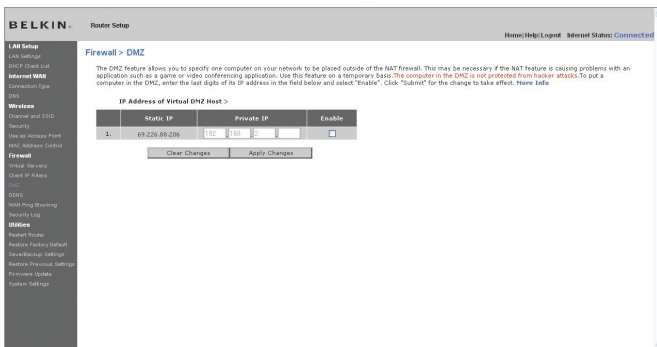 BELKIN
Router Setup
Home|Help|Logout Internet Status: Connected
LAN Setup
LAN Settings
DHCP Client List
Internet WAN
Connection Type
DNS
Wireless
Channel and SSID
Security
Use as Access Point
MAC Address Control
Firewall
Virtual Servers
Client IP Filters
DMZ
DDNS
WAN Ping Blocking
Security Log
Utilities
Restart Router
Restore Factory Default
Save/Backup Settings
Restore Previous Settings
Firmware Update
System Settings
Firewall > DMZ
The DMZ feature allows you to specify one computer on your network to be placed outside of the NAT firewall. This may be necessary if the NAT feature is causing problems with an
application such as a game or video conferencing application. Use this feature on a temporary basis.The computer in the DMZ is not protected from hacker attacks.To put a
computer in the DMZ, enter the last digits of its IP address in the field below and select "Enable". Click "Submit" for the change to take effect. More Info
IP Address of Virtual DMZ Host >
Static IP Private IP Enable
1. 69.226.88.206 192 .168 .2 .
Clear Changes Apply Changes